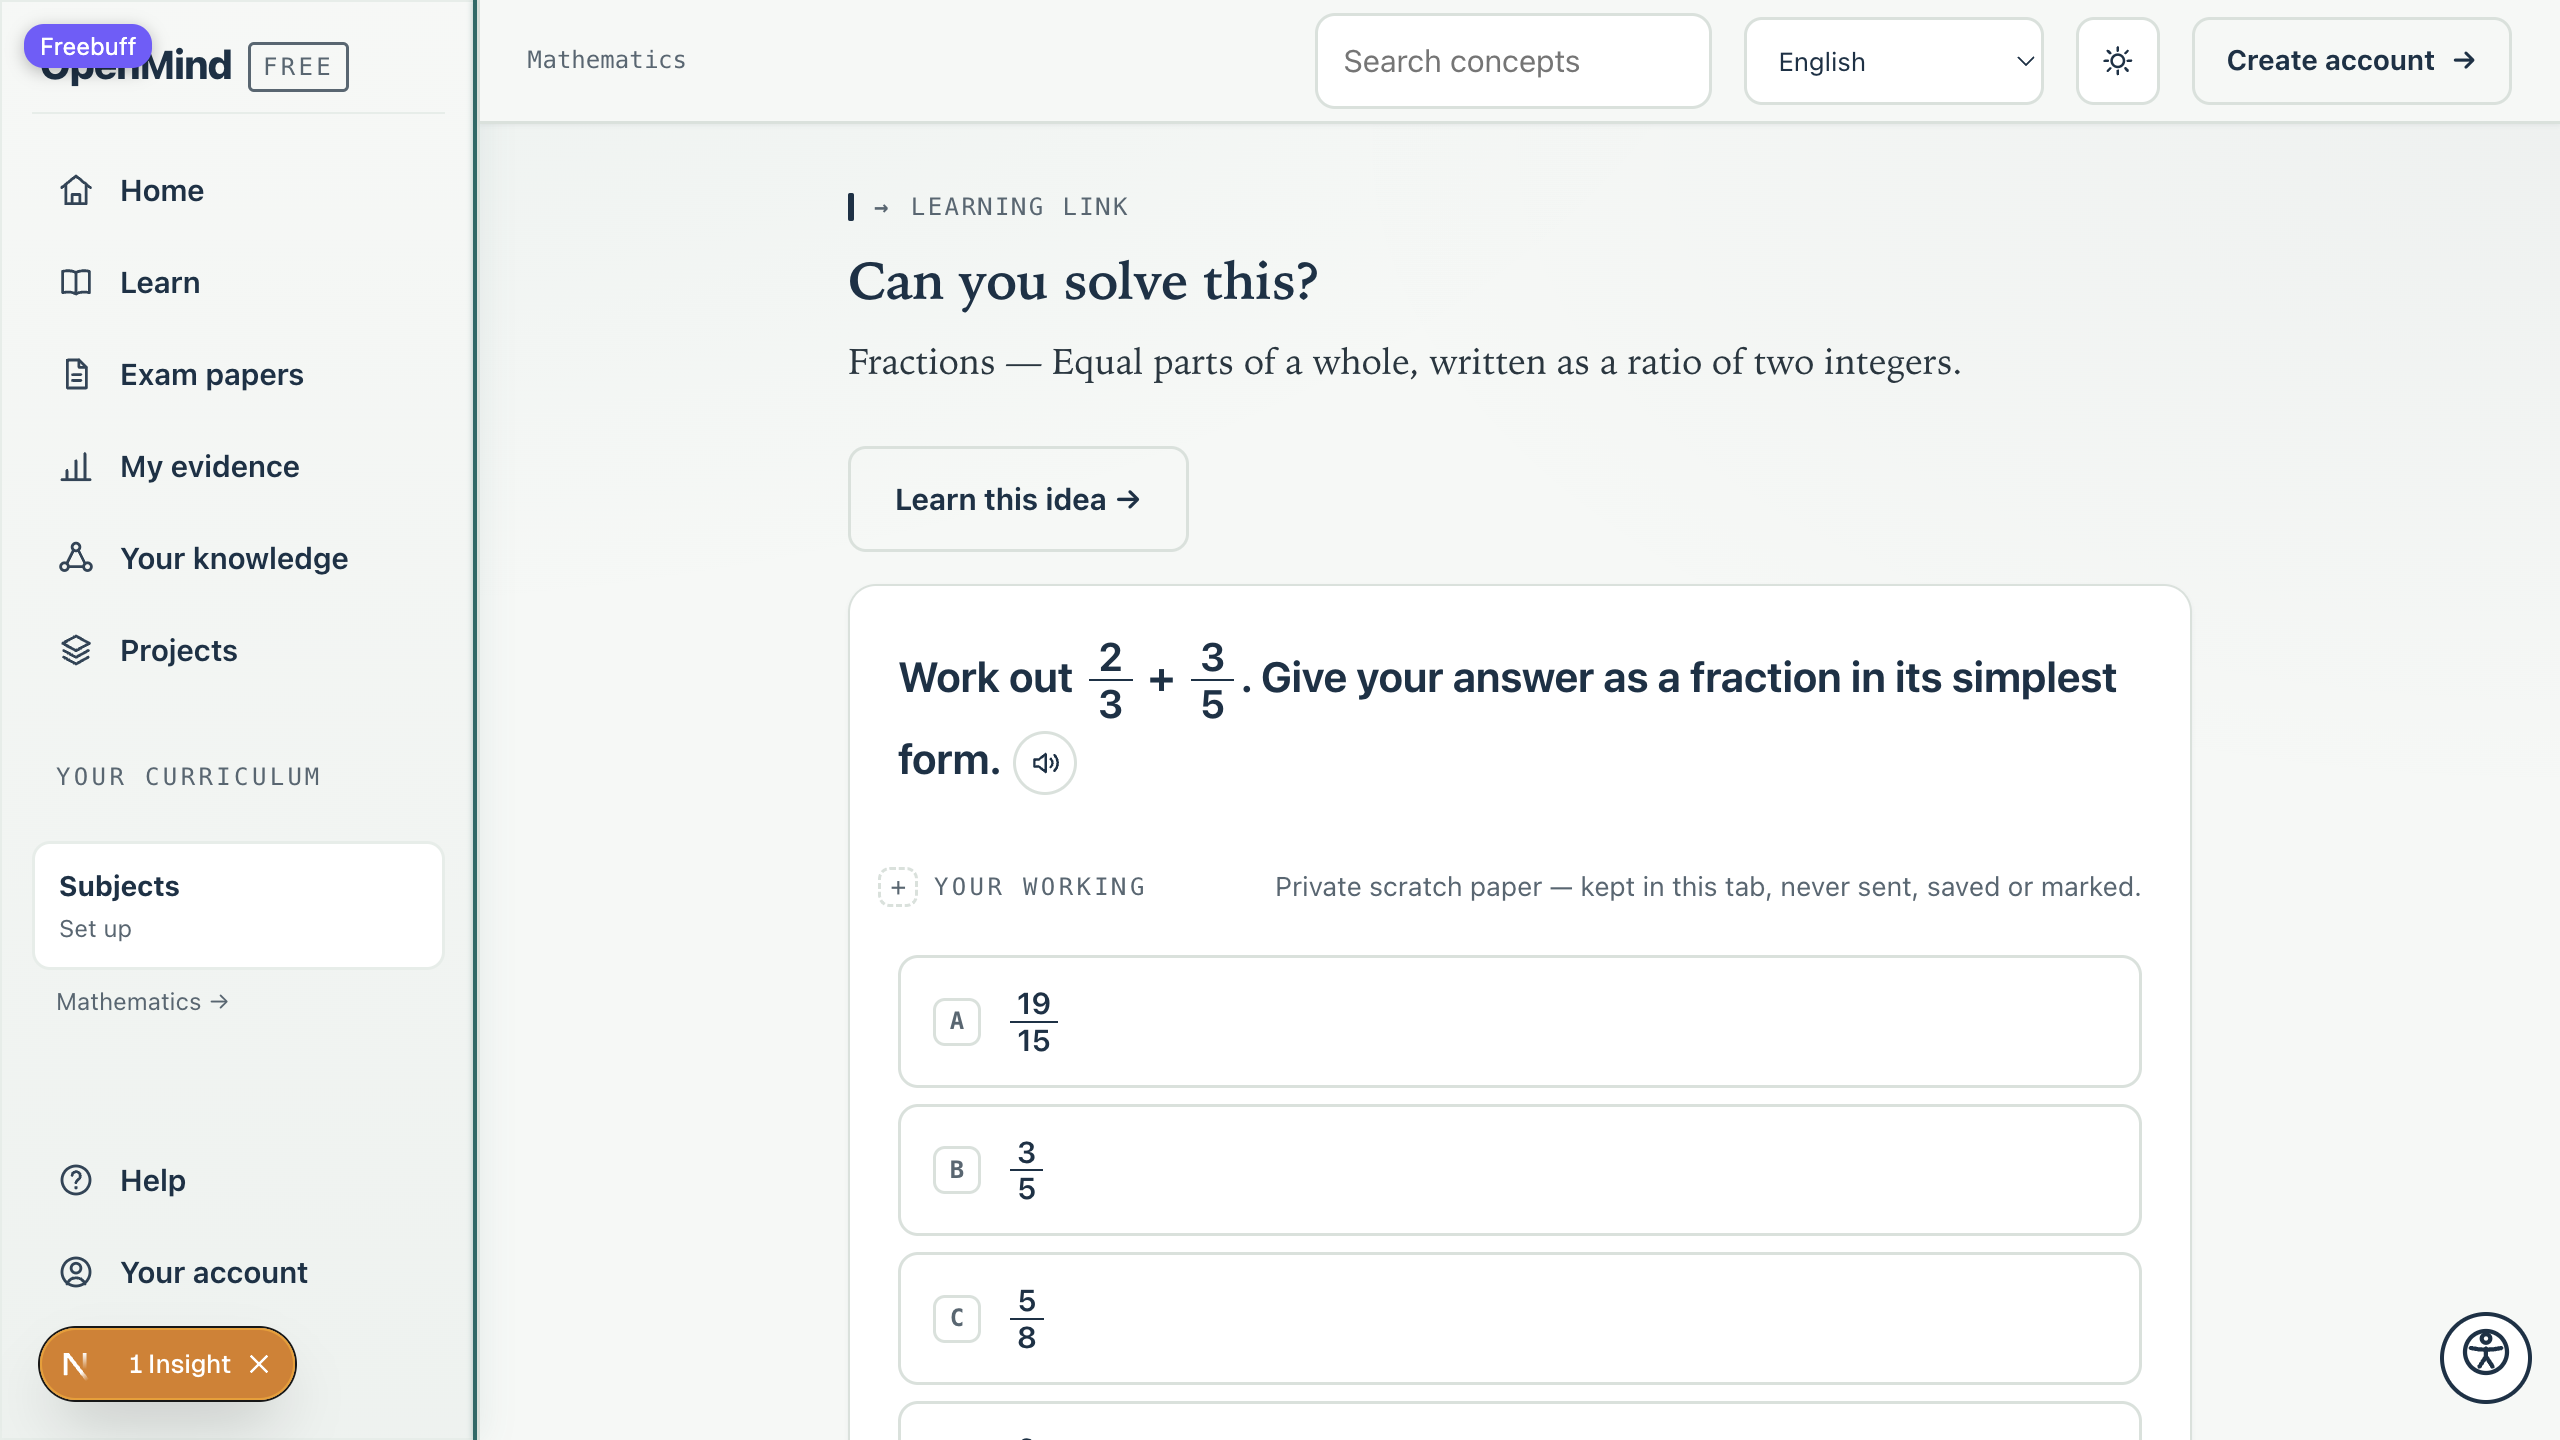 Freebuff
OpenMind FREE
Home
Learn
Exam papers
My evidence
Your knowledge
Projects
YOUR CURRICULUM
Subjects
Set up
Mathematics →
Help
Your account
N 1 Insight ×
Mathematics
Search concepts
English
Create account →
→ LEARNING LINK
Can you solve this?
Fractions — Equal parts of a whole, written as a ratio of two integers.
Learn this idea →
Work out 2/3 + 3/5. Give your answer as a fraction in its simplest
form.
+ YOUR WORKING
Private scratch paper — kept in this tab, never sent, saved or marked.
A 19/15
B 3/5
C 5/8